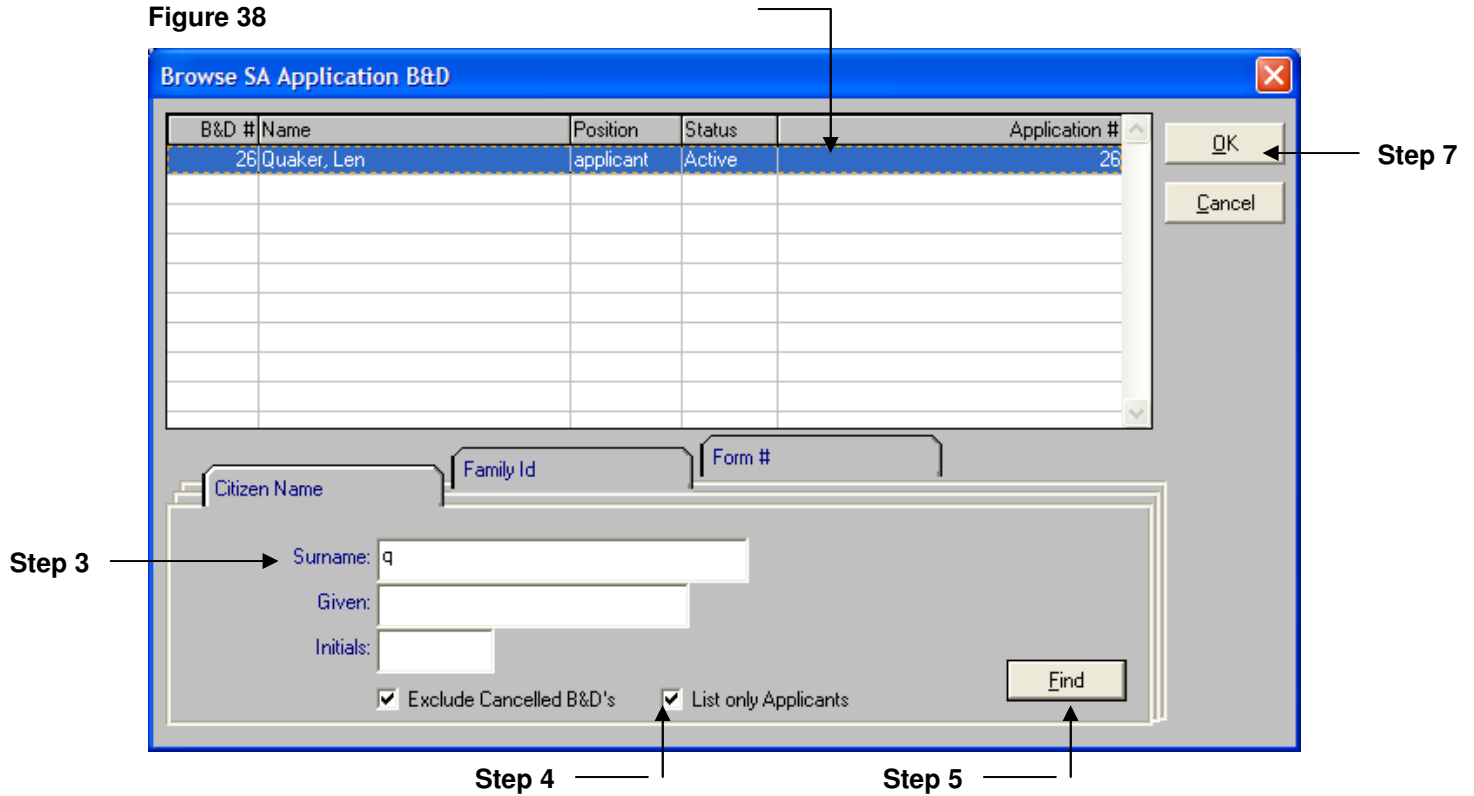 Figure 38
Browse SA Application B&D
B&D # Name Position Status Application #
26 Quaker, Len applicant Active 26
OK
Step 7
Cancel
Citizen Name Family Id Form #
Step 3
Surname: q
Given:
Initials:
Exclude Cancelled B&D's List only Applicants
Find
Step 4 Step 5